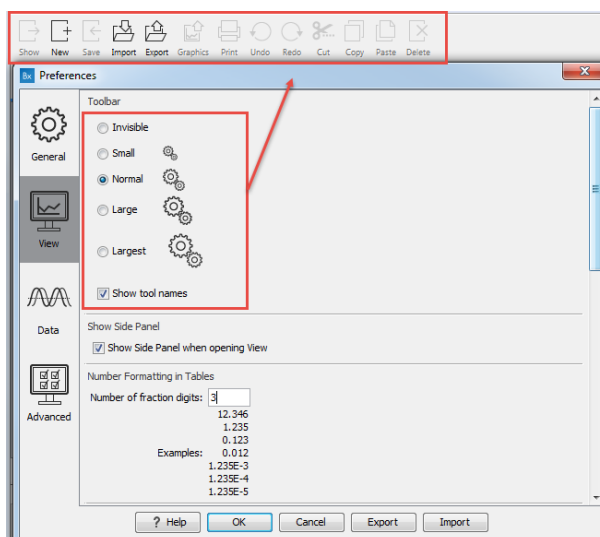 Show New Save Import Export Graphics Print Undo Redo Cut Copy Paste Delete
Bx Preferences
Toolbar
Invisible
General
Small
Normal
Large
View
Largest
Show tool names
Data
Show Side Panel
Show Side Panel when opening View
Number Formatting in Tables
Number of fraction digits: 3
Advanced
12.346
1.235
0.123
Examples: 0.012
1.235E-3
1.235E-4
1.235E-5
? Help OK Cancel Export Import